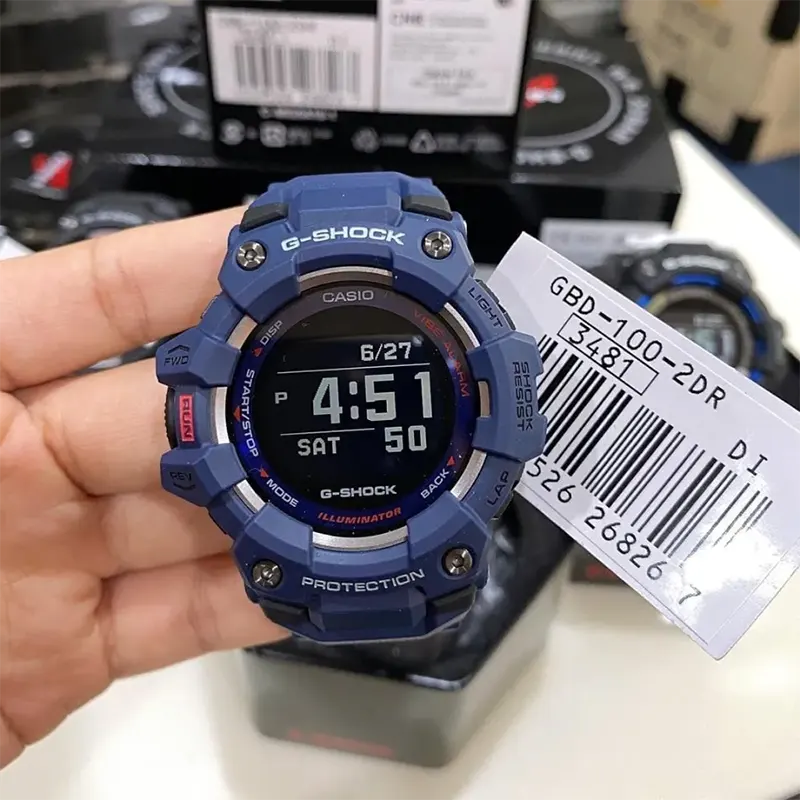 G-SHOCK
CASIO
LIGHT
DISP
VIBE ALARM
FWD
SHOCK
RESIST
START/STOP
RUN
6/27
P 4:51
SAT 50
REV
MODE
G-SHOCK
BACK
LAP
ILLUMINATOR
PROTECTION
GBD-100-2DR
3481
DI
526 26826 7